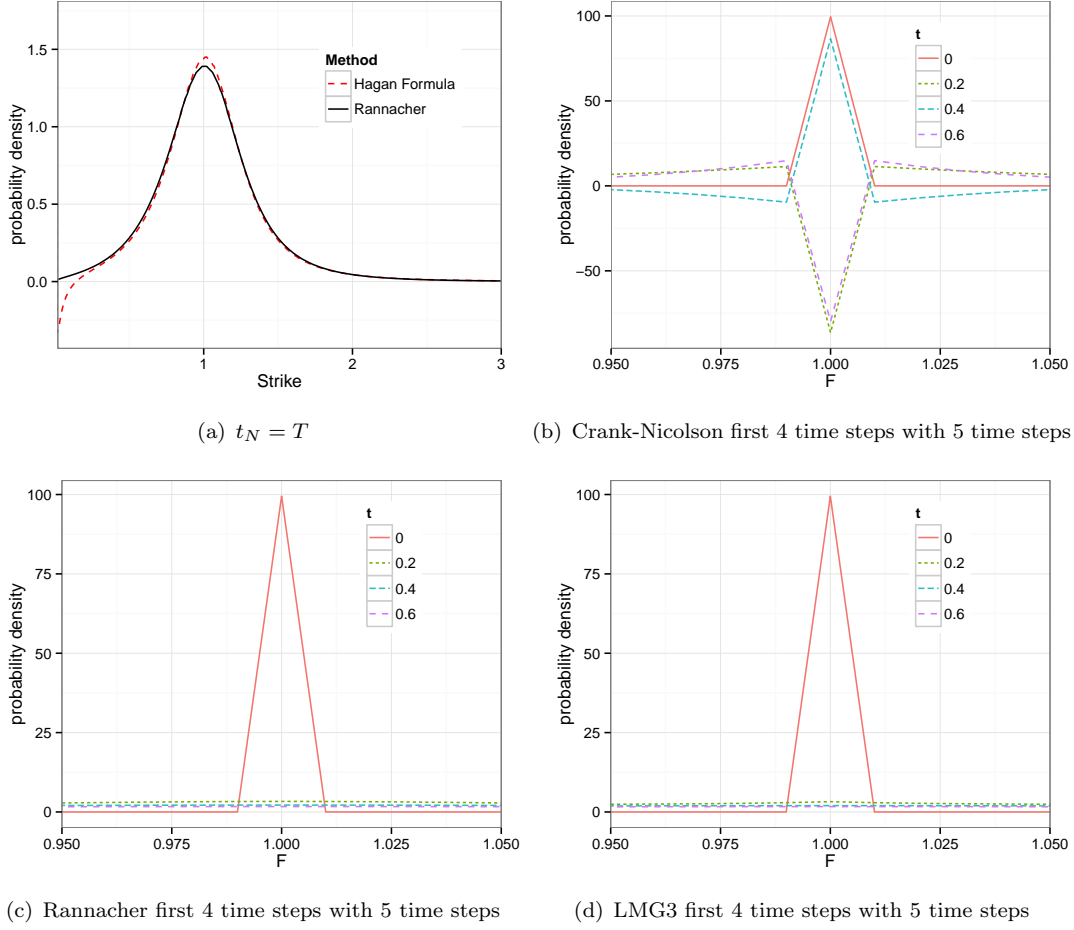 probability density
1.5
1.0
0.5
0.0
Method
Hagan Formula
Rannacher
1
2
3
Strike
(a) t_N = T
probability density
100
50
0
−50
t
0
0.2
0.4
0.6
0.950
0.975
1.000
1.025
1.050
F
(b) Crank-Nicolson first 4 time steps with 5 time steps
probability density
100
75
50
25
0
t
0
0.2
0.4
0.6
0.950
0.975
1.000
1.025
1.050
F
(c) Rannacher first 4 time steps with 5 time steps
probability density
100
75
50
25
0
t
0
0.2
0.4
0.6
0.950
0.975
1.000
1.025
1.050
F
(d) LMG3 first 4 time steps with 5 time steps